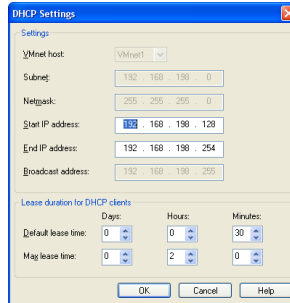 DHCP Settings
Settings
VMnet host: VMnet1
Subnet: 192 . 168 . 198 . 0
Netmask: 255 . 255 . 255 . 0
Start IP address: 192 . 168 . 198 . 128
End IP address: 192 . 168 . 198 . 254
Broadcast address: 192 . 168 . 198 . 255
Lease duration for DHCP clients
Days: Hours: Minutes:
Default lease time: 0 0 30
Max lease time: 0 2 0
OK Cancel Help